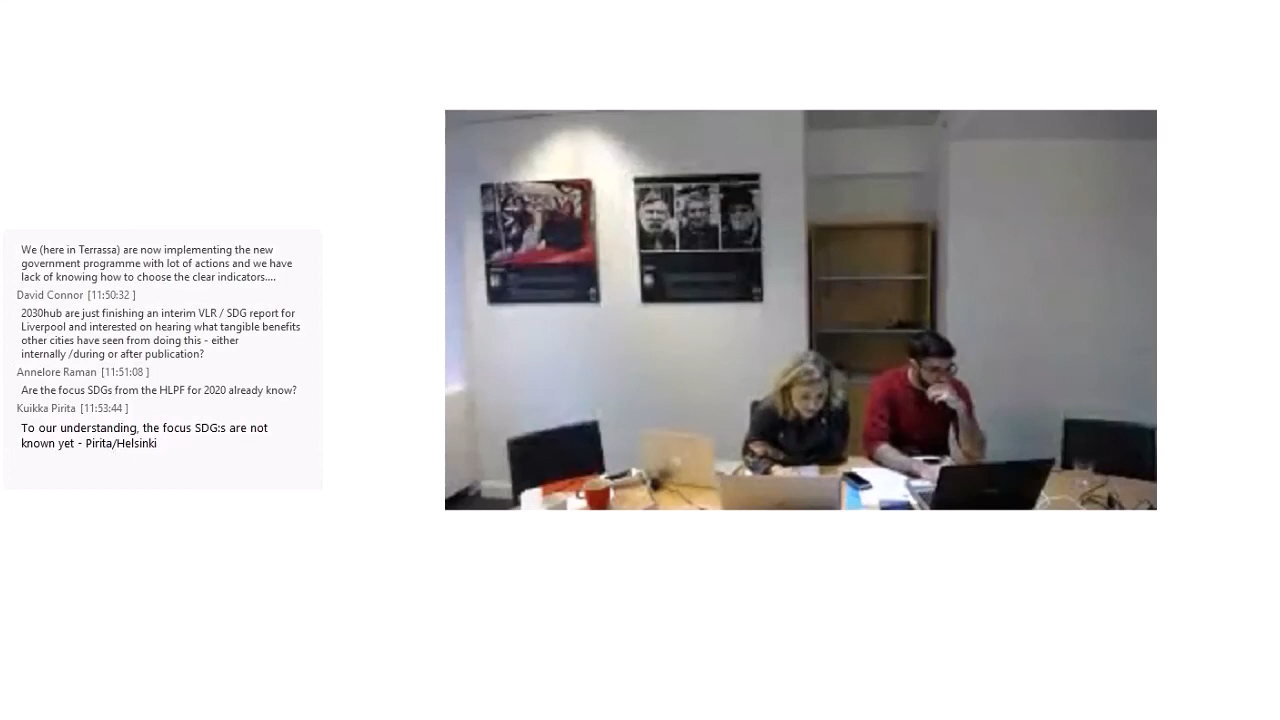 We (here in Terrassa) are now implementing the new
government programme with lot of actions and we have
lack of knowing how to choose the clear indicators....
David Connor [11:50:32 ]
2030hub are just finishing an interim VLR / SDG report for
Liverpool and interested on hearing what tangible benefits
other cities have seen from doing this - either
internally /during or after publication?
Annelore Raman [11:51:08 ]
Are the focus SDGs from the HLPF for 2020 already know?
Kuikka Pirita [11:53:44 ]
To our understanding, the focus SDG:s are not
known yet - Pirita/Helsinki